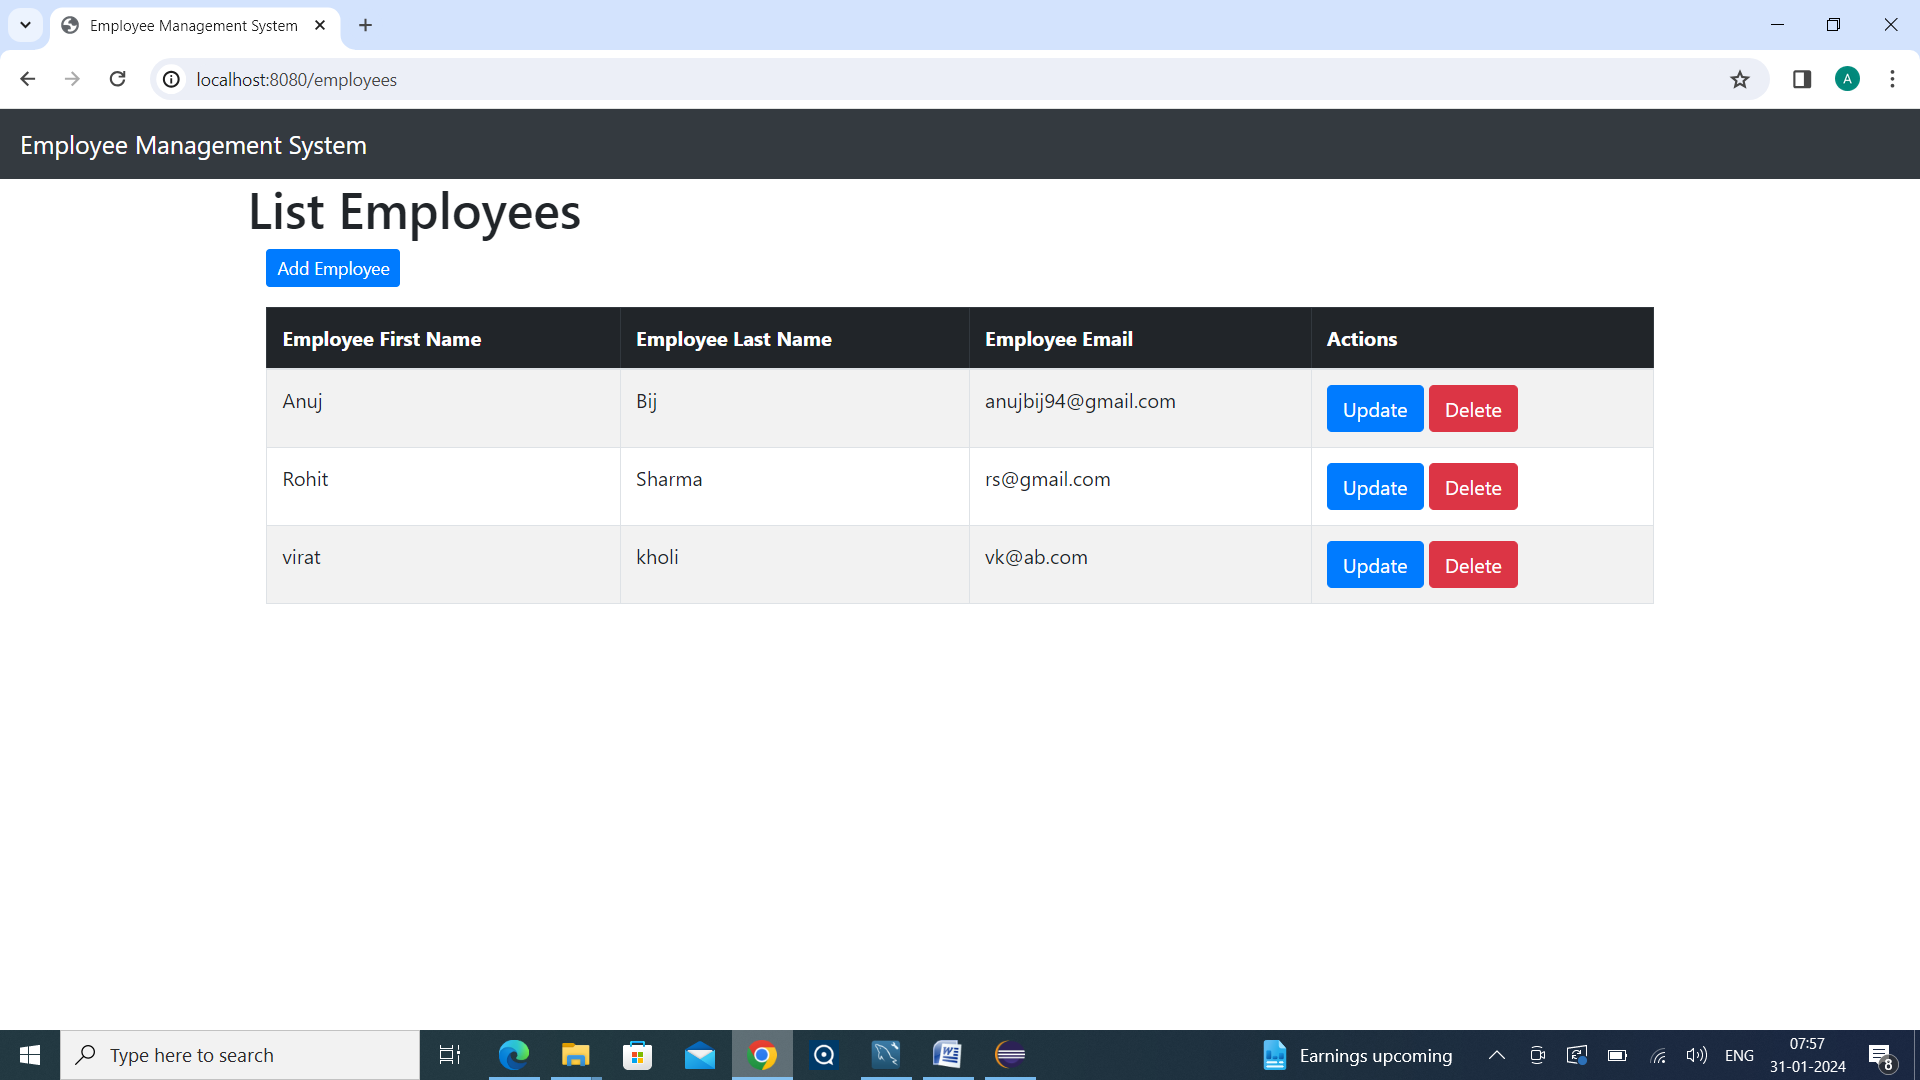 Employee Management System
localhost:8080/employees
A
Employee Management System
List Employees
Add Employee
Employee First Name Employee Last Name Employee Email Actions
Anuj Bij anujbij94@gmail.com Update Delete
Rohit Sharma rs@gmail.com Update Delete
virat kholi vk@ab.com Update Delete
Type here to search
W
Earnings upcoming
ENG
07:57
31-01-2024
8